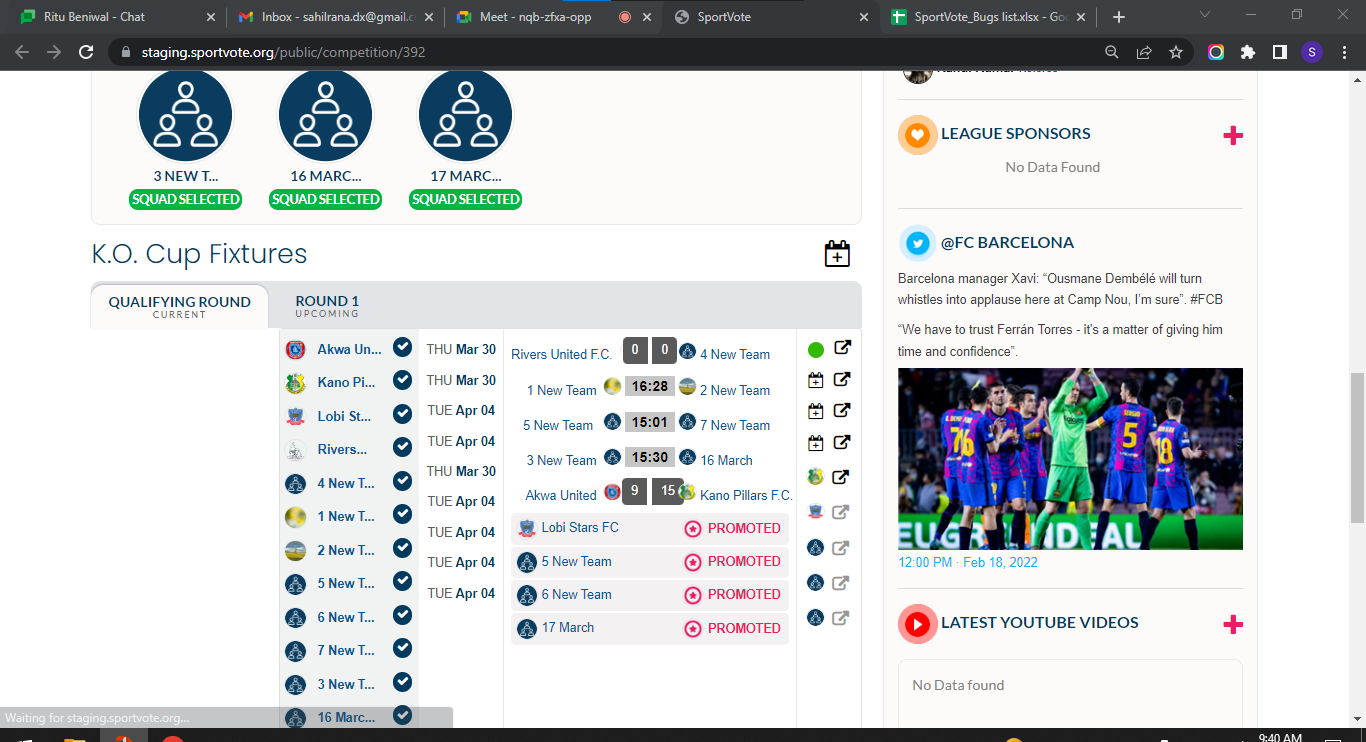 Ritu Beniwal - Chat
Inbox - sahilrana.dx@gmail.c
Meet - nqb-zfxa-opp
SportVote
SportVote_Bugs list.xlsx - Goo
staging.sportvote.org/public/competition/392
S
3 NEW T...
16 MARC...
17 MARC...
SQUAD SELECTED
SQUAD SELECTED
SQUAD SELECTED
K.O. Cup Fixtures
QUALIFYING ROUND
CURRENT
ROUND 1
UPCOMING
Akwa Un...
Kano Pi...
Lobi St...
Rivers...
4 New T...
1 New T...
2 New T...
5 New T...
6 New T...
7 New T...
3 New T...
16 Marc...
THU Mar 30
THU Mar 30
TUE Apr 04
TUE Apr 04
THU Mar 30
TUE Apr 04
TUE Apr 04
TUE Apr 04
TUE Apr 04
Rivers United F.C. 0 0 4 New Team
1 New Team 16:28 2 New Team
5 New Team 15:01 7 New Team
3 New Team 15:30 16 March
Akwa United 9 15 Kano Pillars F.C.
Lobi Stars FC PROMOTED
5 New Team PROMOTED
6 New Team PROMOTED
17 March PROMOTED
LEAGUE SPONSORS
No Data Found
@FC BARCELONA
Barcelona manager Xavi: “Ousmane Dembélé will turn
whistles into applause here at Camp Nou, I'm sure”. #FCB
“We have to trust Ferrán Torres - it's a matter of giving him
time and confidence”.
SERGIO
76
5
18
EUGRONDEAL
12:00 PM · Feb 18, 2022
LATEST YOUTUBE VIDEOS
No Data found
Waiting for staging.sportvote.org...
9:40 AM